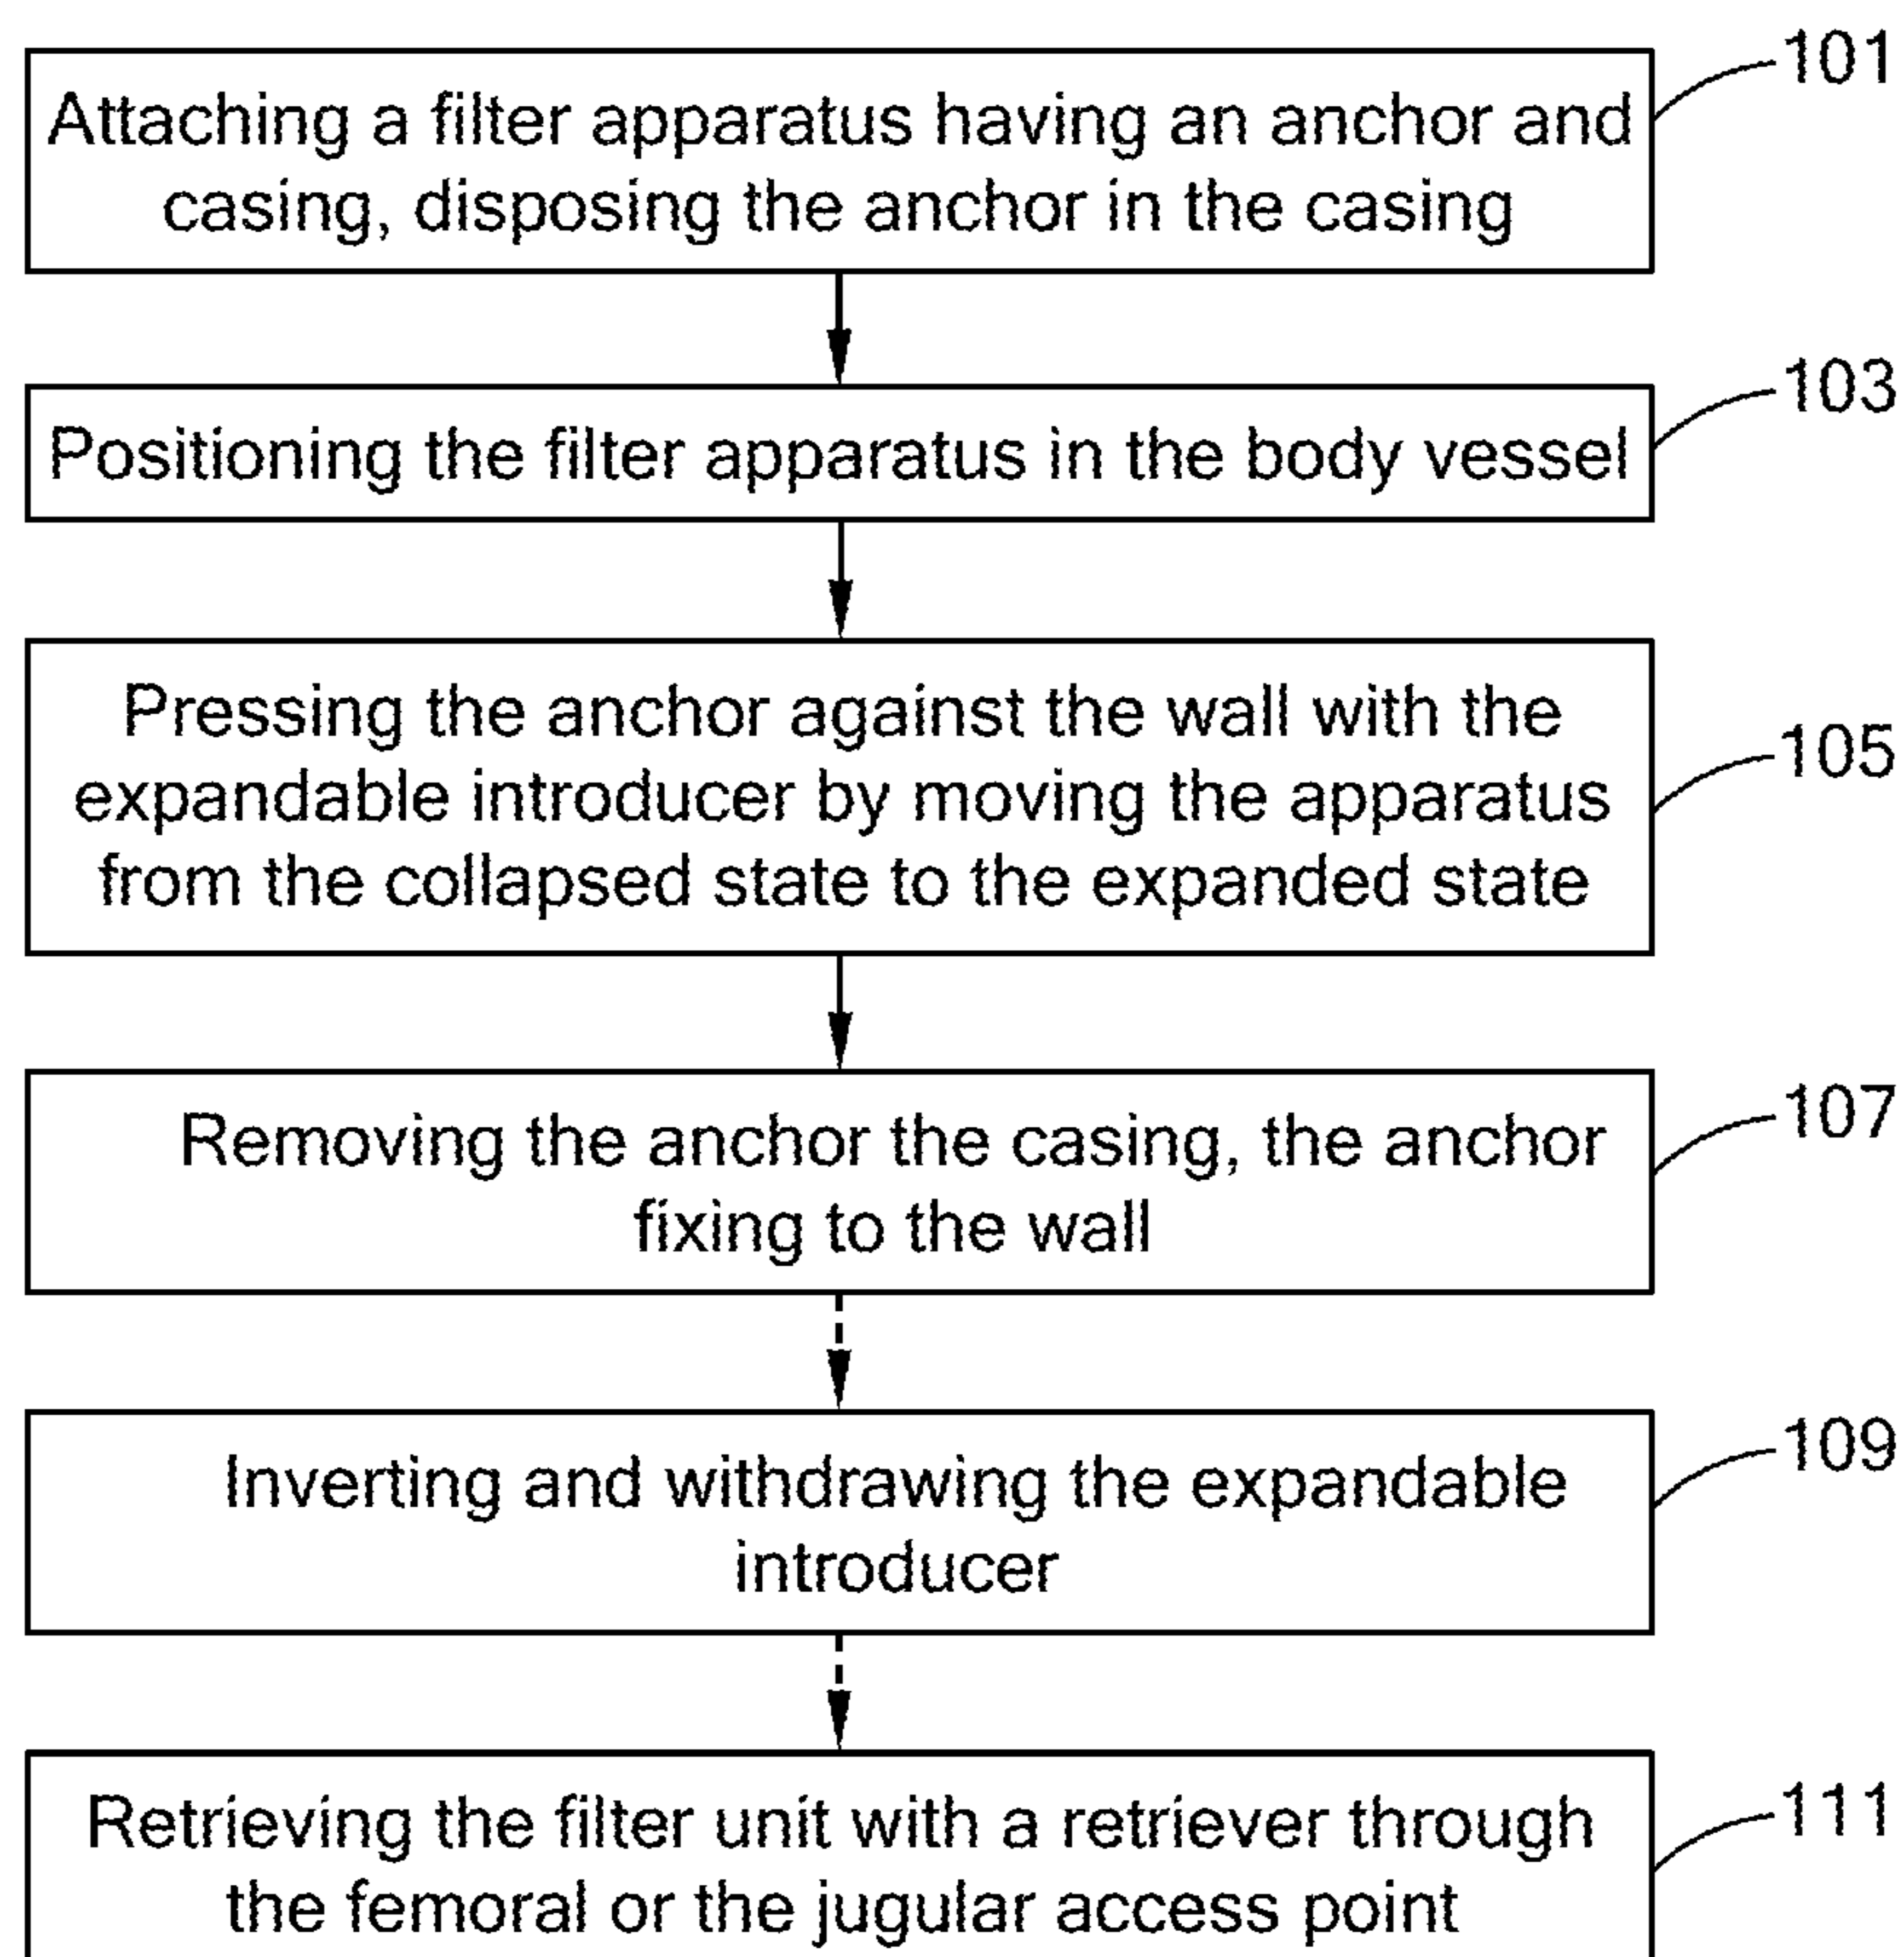 101
Attaching a filter apparatus having an anchor and
casing, disposing the anchor in the casing
103
Positioning the filter apparatus in the body vessel
105
Pressing the anchor against the wall with the
expandable introducer by moving the apparatus
from the collapsed state to the expanded state
107
Removing the anchor the casing, the anchor
fixing to the wall
109
Inverting and withdrawing the expandable
introducer
111
Retrieving the filter unit with a retriever through
the femoral or the jugular access point